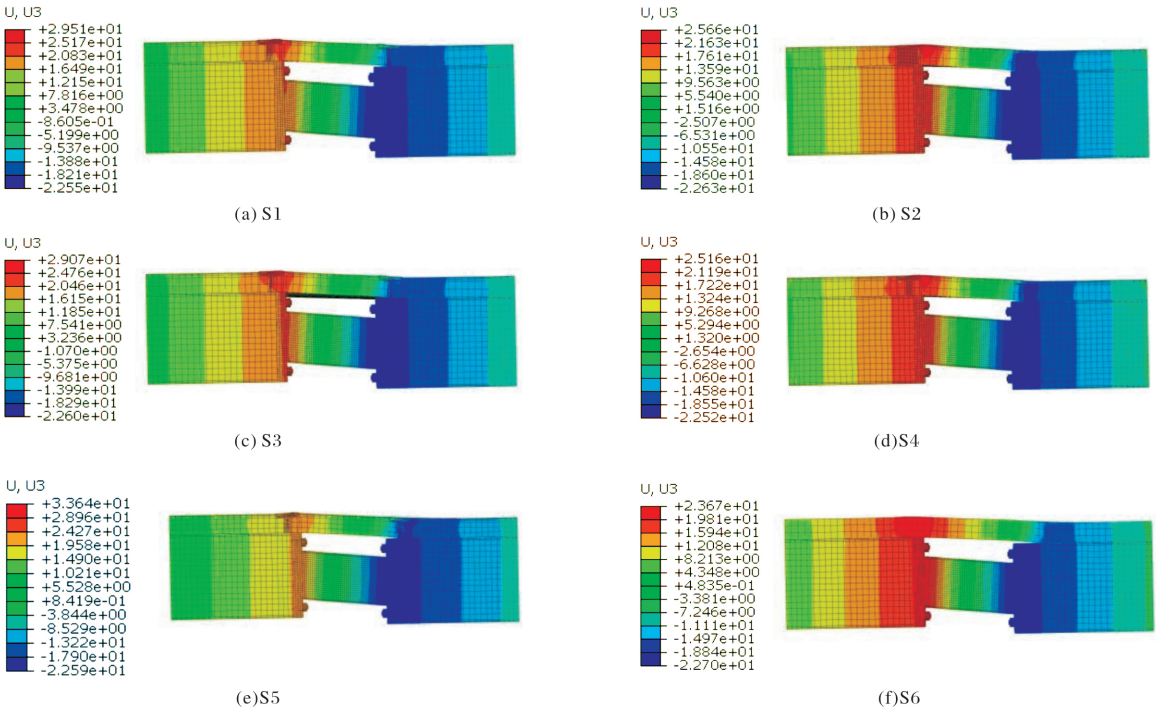 U, U3
+2.951e+01
+2.517e+01
+2.083e+01
+1.649e+01
+1.215e+01
+7.816e+00
+3.478e+00
-8.605e-01
-5.199e+00
-9.537e+00
-1.388e+01
-1.821e+01
-2.255e+01
(a) S1
U, U3
+2.566e+01
+2.163e+01
+1.761e+01
+1.359e+01
+9.563e+00
+5.540e+00
+1.516e+00
-2.507e+00
-6.531e+00
-1.055e+01
-1.458e+01
-1.860e+01
-2.263e+01
(b) S2
U, U3
+2.907e+01
+2.476e+01
+2.046e+01
+1.615e+01
+1.185e+01
+7.541e+00
+3.236e+00
-1.070e+00
-5.375e+00
-9.681e+00
-1.399e+01
-1.829e+01
-2.260e+01
(c) S3
U, U3
+2.516e+01
+2.119e+01
+1.722e+01
+1.324e+01
+9.268e+00
+5.294e+00
+1.320e+00
-2.654e+00
-6.628e+00
-1.060e+01
-1.458e+01
-1.855e+01
-2.252e+01
(d)S4
U, U3
+3.364e+01
+2.896e+01
+2.427e+01
+1.958e+01
+1.490e+01
+1.021e+01
+5.528e+00
+8.419e-01
-3.844e+00
-8.529e+00
-1.322e+01
-1.790e+01
-2.259e+01
(e)S5
U, U3
+2.367e+01
+1.981e+01
+1.594e+01
+1.208e+01
+8.213e+00
+4.348e+00
+4.835e-01
-3.381e+00
-7.246e+00
-1.111e+01
-1.497e+01
-1.884e+01
-2.270e+01
(f)S6